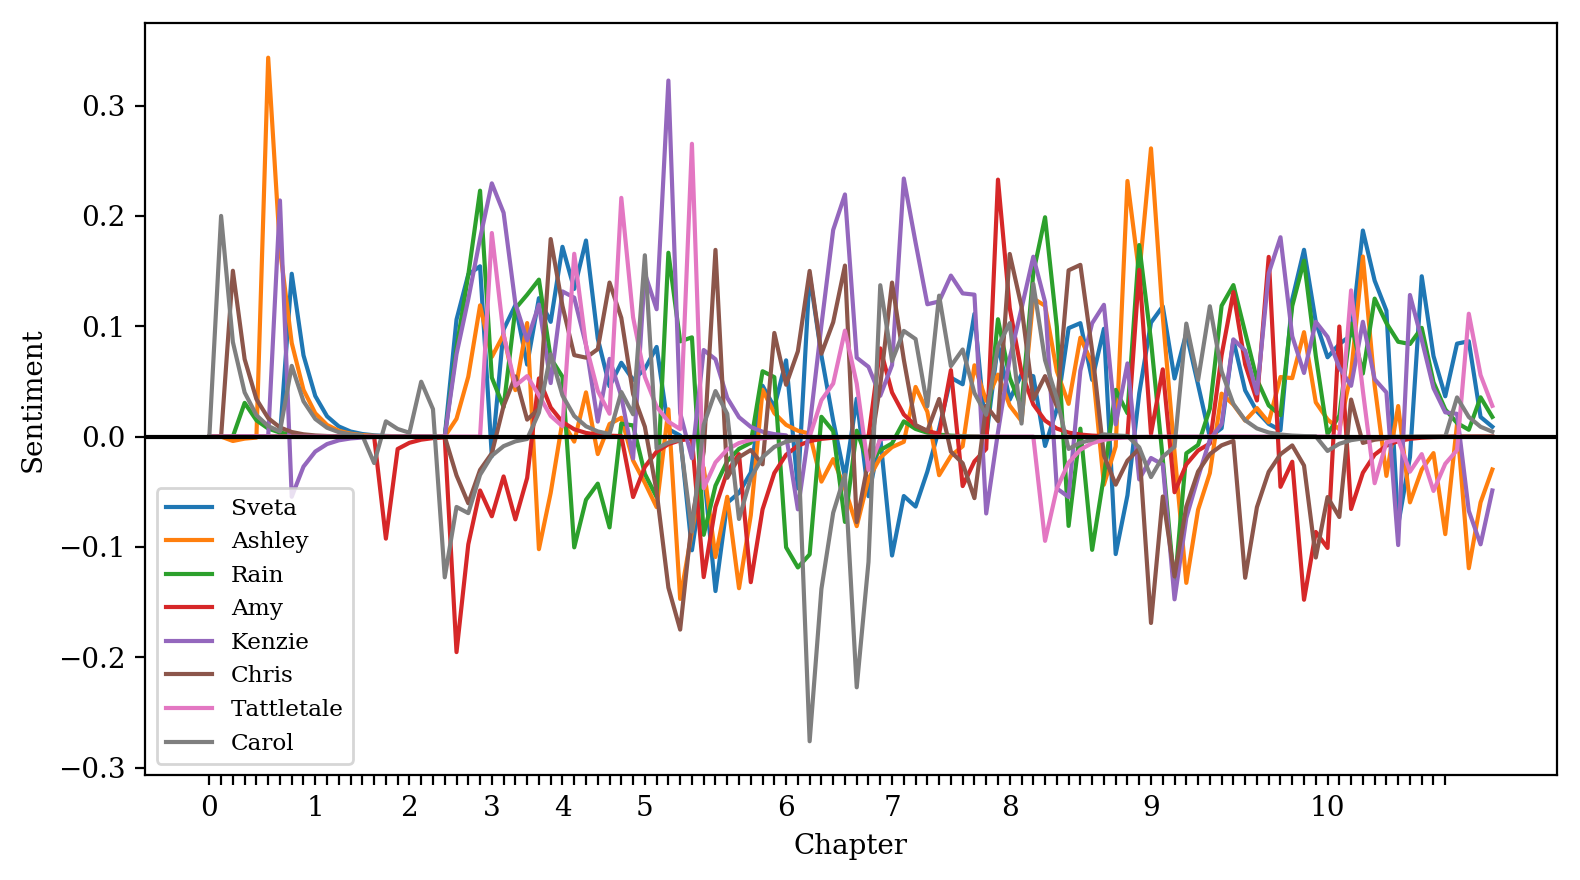 0.3
0.2
0.1
0.0
−0.1
−0.2
−0.3
Sentiment
Sveta
Ashley
Rain
Amy
Kenzie
Chris
Tattletale
Carol
0 1 2 3 4 5 6 7 8 9 10
Chapter